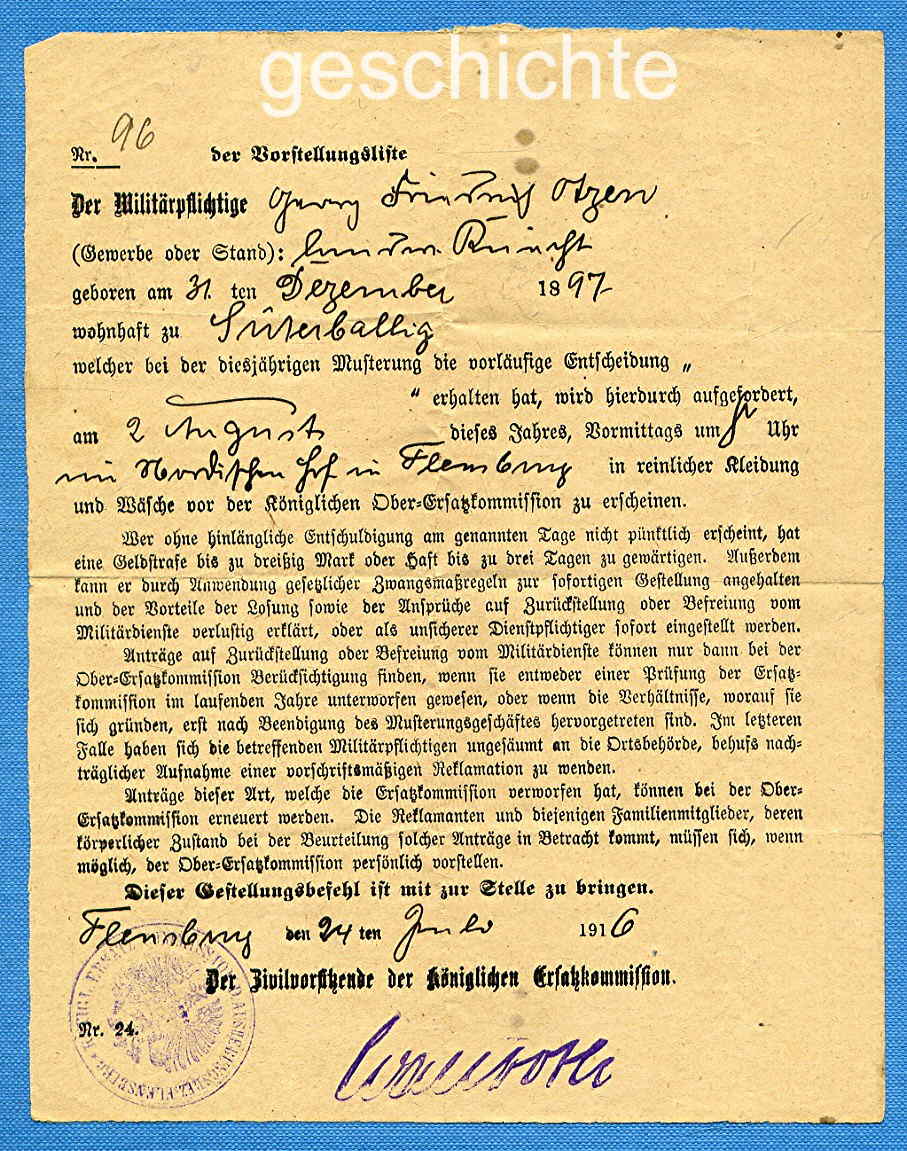 geschichte
Nr. 96 der Vorstellungsliste
Der Militärpflichtige Georg Friedrich Otzen
(Gewerbe oder Stand): Knecht
geboren am 31. ten Dezember 1897
wohnhaft zu Süterballig
welcher bei der diesjährigen Musterung die vorläufige Entscheidung „
“ erhalten hat, wird hierdurch aufgefordert,
am 2 August dieses Jahres, Vormittags um Uhr
im Nordischen Hof in Flensburg in reinlicher Kleidung
und Wäsche vor der Königlichen Ober-Ersatzkommission zu erscheinen.
Wer ohne hinlängliche Entschuldigung am genannten Tage nicht pünktlich erscheint, hat
eine Geldstrafe bis zu dreißig Mark oder Haft bis zu drei Tagen zu gewärtigen. Außerdem
kann er durch Anwendung gesetzlicher Zwangsmaßregeln zur sofortigen Gestellung angehalten
und der Vorteile der Losung sowie der Ansprüche auf Zurückstellung oder Befreiung vom
Militärdienste verlustig erklärt, oder als unsicherer Dienstpflichtiger sofort eingestellt werden.
Anträge auf Zurückstellung oder Befreiung vom Militärdienste können nur dann bei der
Ober-Ersatzkommission Berücksichtigung finden, wenn sie entweder einer Prüfung der Ersatz-
kommission im laufenden Jahre unterworfen gewesen, oder wenn die Verhältnisse, worauf sie
sich gründen, erst nach Beendigung des Musterungsgeschäftes hervorgetreten sind. Im letzteren
Falle haben sich die betreffenden Militärpflichtigen ungesäumt an die Ortsbehörde, behufs nach-
träglicher Aufnahme einer vorschriftsmäßigen Reklamation zu wenden.
Anträge dieser Art, welche die Ersatzkommission verworfen hat, können bei der Ober-
Ersatzkommission erneuert werden. Die Reklamanten und diejenigen Familienmitglieder, deren
körperlicher Zustand bei der Beurteilung solcher Anträge in Betracht kommt, müssen sich, wenn
möglich, der Ober-Ersatzkommission persönlich vorstellen.
Dieser Gestellungsbefehl ist mit zur Stelle zu bringen.
Flensburg den 24 ten Juli 1916
Der Zivilvorsitzende der Königlichen Ersatzkommission.
Nr. 24.